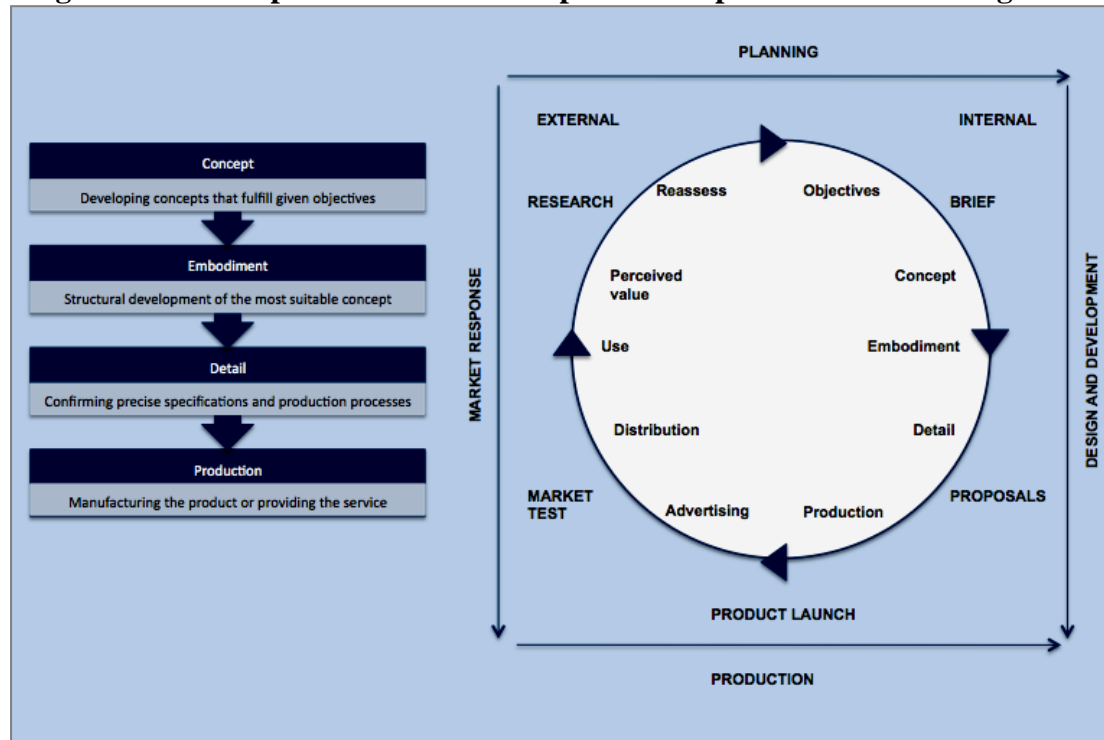 Concept
Developing concepts that fulfill given objectives
Embodiment
Structural development of the most suitable concept
Detail
Confirming precise specifications and production processes
Production
Manufacturing the product or providing the service
PLANNING
EXTERNAL
INTERNAL
RESEARCH
BRIEF
Reassess
Objectives
Perceived
value
Concept
Use
Embodiment
Distribution
Detail
MARKET
TEST
PROPOSALS
Advertising
Production
MARKET RESPONSE
DESIGN AND DEVELOPMENT
PRODUCT LAUNCH
PRODUCTION